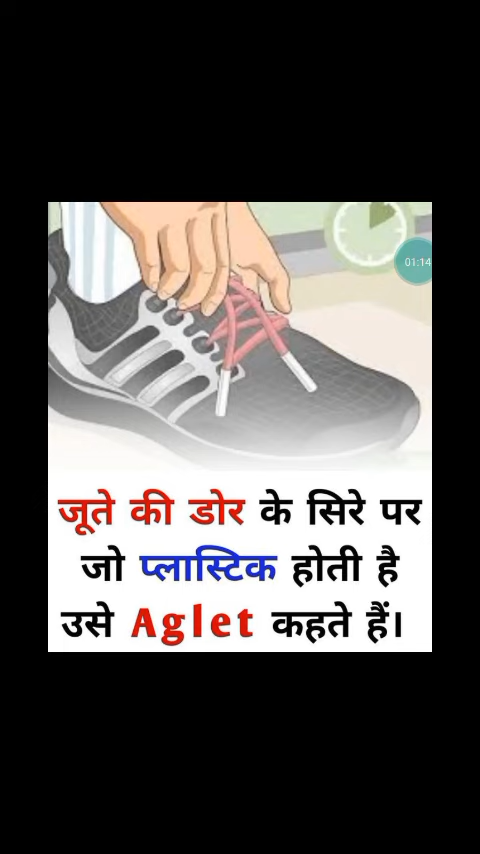 01:14
जूते की डोर के सिरे पर
जो प्लास्टिक होती है
उसे Aglet कहते हैं।